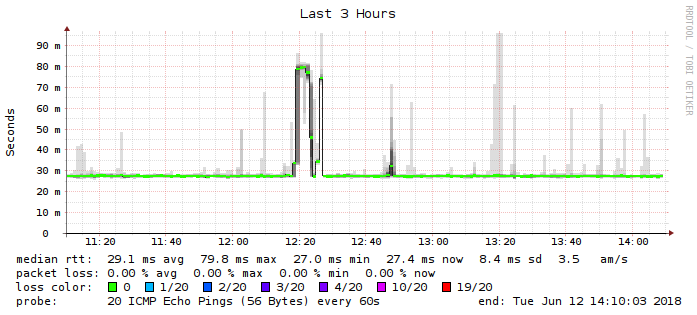 Last 3 Hours
RRDTOOL / TOBI OETIKER
Seconds
90 m
80 m
70 m
60 m
50 m
40 m
30 m
20 m
10 m
0
11:20 11:40 12:00 12:20 12:40 13:00 13:20 13:40 14:00
median rtt: 29.1 ms avg 79.8 ms max 27.0 ms min 27.4 ms now 8.4 ms sd 3.5 am/s
packet loss: 0.00 % avg 0.00 % max 0.00 % min 0.00 % now
loss color: 0 1/20 2/20 3/20 4/20 10/20 19/20
probe: 20 ICMP Echo Pings (56 Bytes) every 60s end: Tue Jun 12 14:10:03 2018